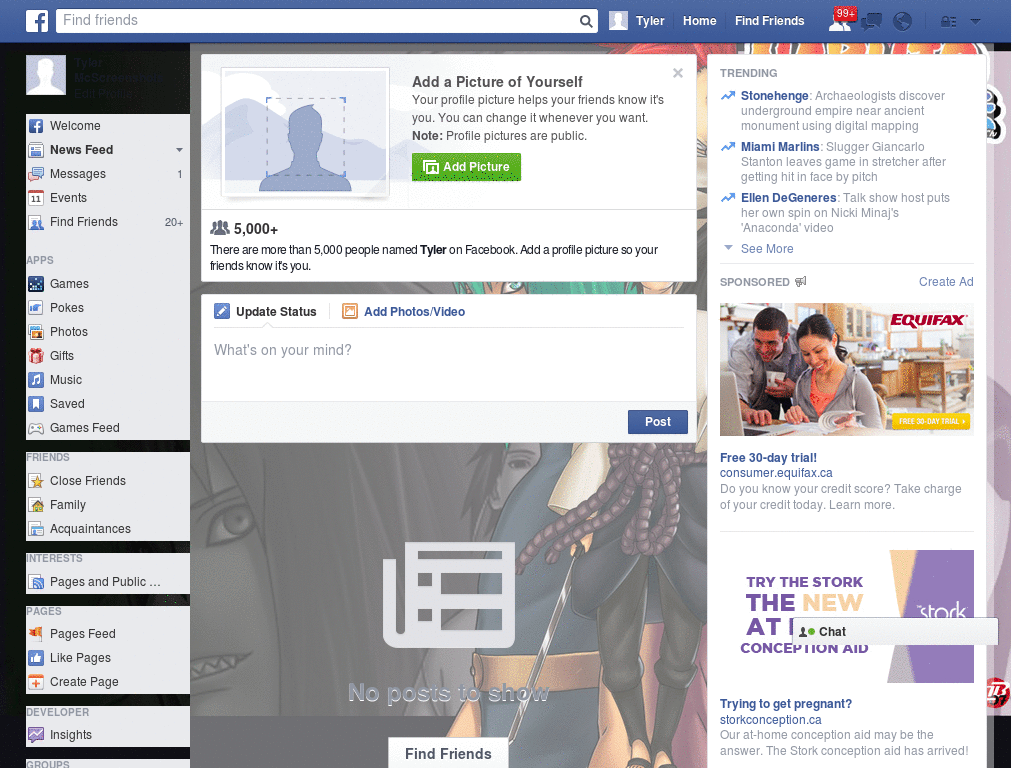 Find friends
Tyler
Home
Find Friends
99+
Tyler
Edit Profile
Welcome
News Feed
Messages 1
11
Events
Find Friends 20+
APPS
Games
Pokes
Photos
Gifts
Music
Saved
Games Feed
FRIENDS
Close Friends
Family
Acquaintances
INTERESTS
Pages and Public ...
PAGES
Pages Feed
Like Pages
Create Page
DEVELOPER
Insights
GROUPS
Add a Picture of Yourself
Your profile picture helps your friends know it's
you. You can change it whenever you want.
Note: Profile pictures are public.
Add Picture
5,000+
There are more than 5,000 people named Tyler on Facebook. Add a profile picture so your
friends know it's you.
Update Status
Add Photos/Video
What's on your mind?
Post
No posts to show
Find Friends
TRENDING
Stonehenge: Archaeologists discover
underground empire near ancient
monument using digital mapping
Miami Marlins: Slugger Giancarlo
Stanton leaves game in stretcher after
getting hit in face by pitch
Ellen DeGeneres: Talk show host puts
her own spin on Nicki Minaj's
'Anaconda' video
See More
SPONSORED
Create Ad
EQUIFAX
FREE 30-DAY TRIAL
Free 30-day trial!
consumer.equifax.ca
Do you know your credit score? Take charge
of your credit today. Learn more.
TRY THE STORK
THE NEW
AT
CONCEPTION AID
the stork
Chat
Trying to get pregnant?
storkconception.ca
Our at-home conception aid may be the
answer. The Stork conception aid has arrived!